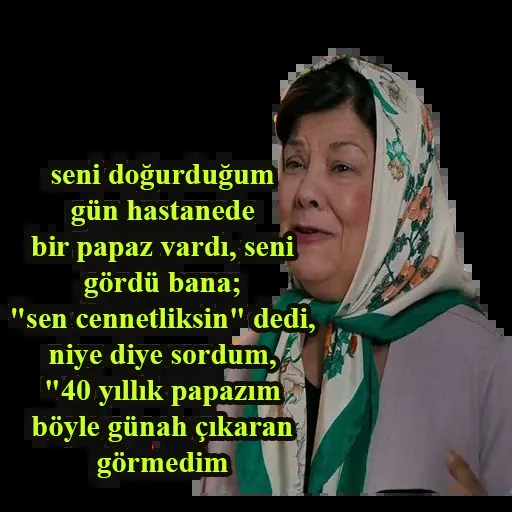 seni doğurduğum
gün hastanede
bir papaz vardı, seni
gördü bana;
"sen cennetliksin" dedi,
niye diye sordum,
"40 yıllık papazım
böyle günah çıkaran
görmedim